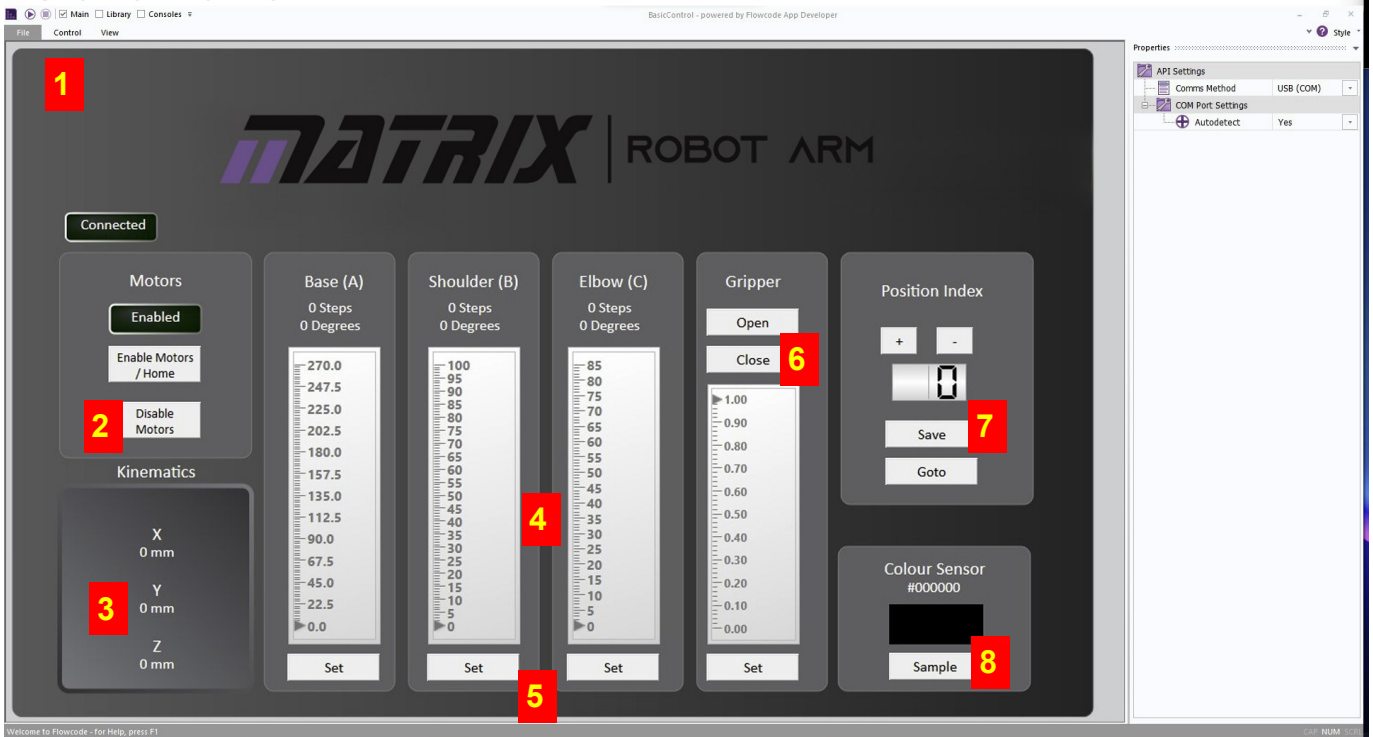 Main Library Consoles
BasicControl - powered by Flowcode App Developer
File Control View
Style
Properties
API Settings
Comms Method USB (COM)
COM Port Settings
Autodetect Yes
1
MATRIX ROBOT ARM
Connected
Motors
Enabled
Enable Motors
/ Home
Disable
Motors
2
Kinematics
X
0 mm
Y
0 mm
Z
0 mm
3
Base (A)
0 Steps
0 Degrees
270.0
247.5
225.0
202.5
180.0
157.5
135.0
112.5
90.0
67.5
45.0
22.5
0.0
Set
Shoulder (B)
0 Steps
0 Degrees
100
95
90
85
80
75
70
65
60
55
50
45
40
35
30
25
20
15
10
5
0
Set
4
5
Elbow (C)
0 Steps
0 Degrees
85
80
75
70
65
60
55
50
45
40
35
30
25
20
15
10
5
0
Set
Gripper
Open
Close
6
1.00
0.90
0.80
0.70
0.60
0.50
0.40
0.30
0.20
0.10
0.00
Set
Position Index
+ -
0
Save
7
Goto
Colour Sensor
#000000
Sample
8
Welcome to Flowcode - for Help, press F1
CAP NUM SCRL